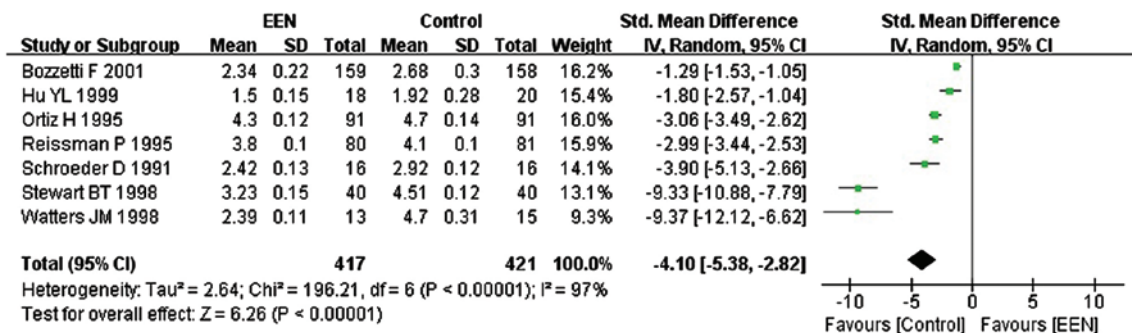 EEN Control Std. Mean Difference Std. Mean Difference
Study or Subgroup Mean SD Total Mean SD Total Weight IV, Random, 95% CI IV, Random, 95% CI
Bozzetti F 2001 2.34 0.22 159 2.68 0.3 158 16.2% -1.29 [-1.53, -1.05]
Hu YL 1999 1.5 0.15 18 1.92 0.28 20 15.4% -1.80 [-2.57, -1.04]
Ortiz H 1995 4.3 0.12 91 4.7 0.14 91 16.0% -3.06 [-3.49, -2.62]
Reissman P 1995 3.8 0.1 80 4.1 0.1 81 15.9% -2.99 [-3.44, -2.53]
Schroeder D 1991 2.42 0.13 16 2.92 0.12 16 14.1% -3.90 [-5.13, -2.66]
Stewart BT 1998 3.23 0.15 40 4.51 0.12 40 13.1% -9.33 [-10.88, -7.79]
Watters JM 1998 2.39 0.11 13 4.7 0.31 15 9.3% -9.37 [-12.12, -6.62]
Total (95% CI) 417 421 100.0% -4.10 [-5.38, -2.82]
Heterogeneity: Tau² = 2.64; Chi² = 196.21, df = 6 (P < 0.00001); I² = 97%
Test for overall effect: Z = 6.26 (P < 0.00001)
-10 -5 0 5 10
Favours [Control] Favours [EEN]